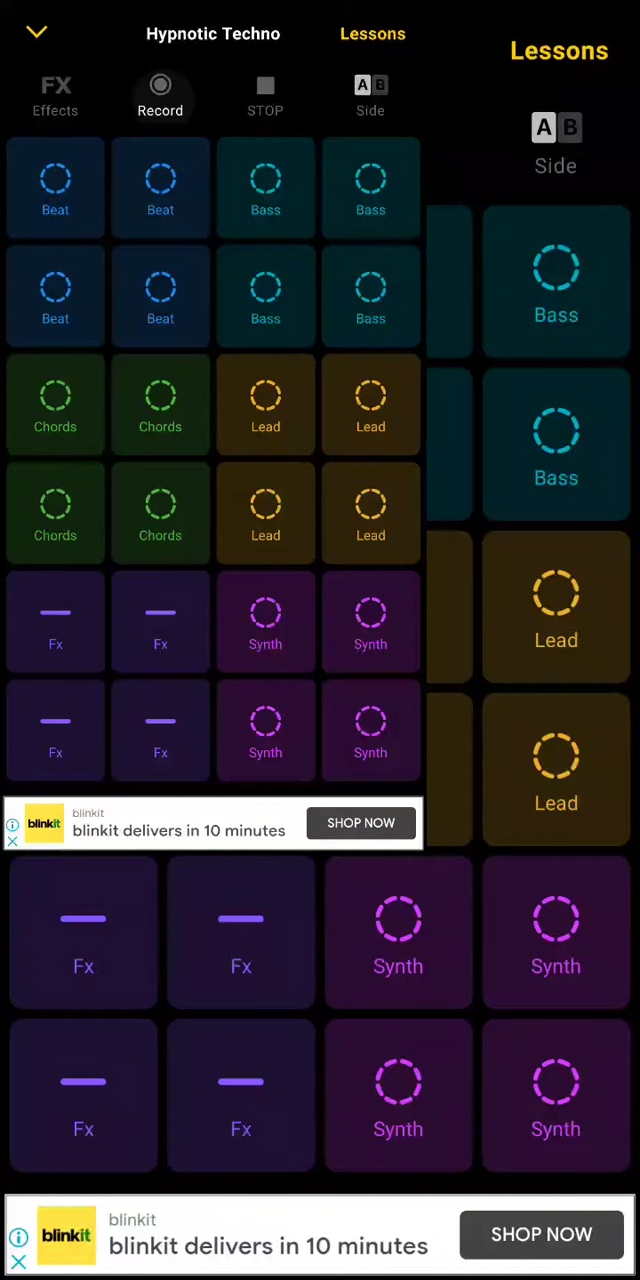 Hypnotic Techno Lessons
FX
Effects Record STOP A B Side
Beat Beat Bass Bass
Beat Beat Bass Bass
Chords Chords Lead Lead
Chords Chords Lead Lead
Fx Fx Synth Synth
Fx Fx Synth Synth
blinkit
blinkit blinkit delivers in 10 minutes SHOP NOW
Lessons
A B
Side
Bass
Bass
Lead
Lead
Fx Fx Synth Synth
Fx Fx Synth Synth
blinkit
blinkit blinkit delivers in 10 minutes SHOP NOW